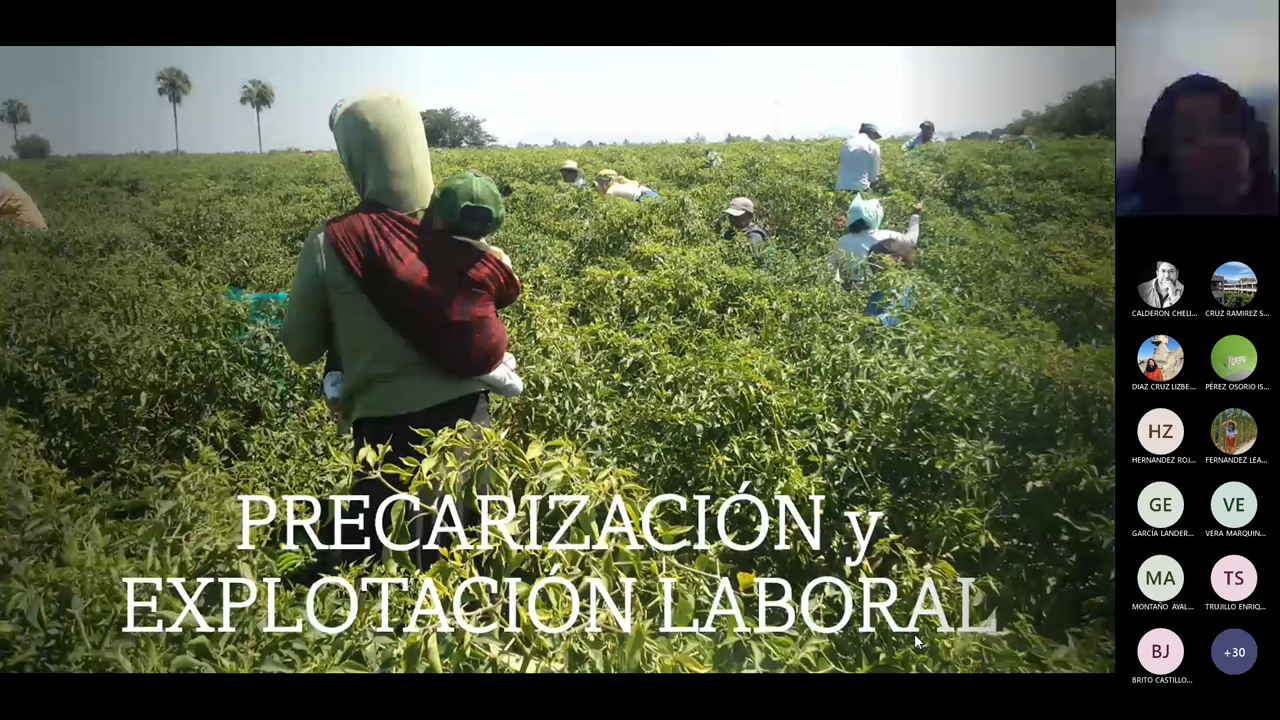 PRECARIZACIÓN y
EXPLOTACIÓN LABORAL
CALDERON CHELI...
CRUZ RAMIREZ S...
DIAZ CRUZ LIZBE...
PÉREZ OSORIO IS...
HZ
HERNANDEZ ROJ...
FERNANDEZ LEA...
GE
GARCÍA LANDER...
VE
VERA MARQUIN...
MA
MONTAÑO AYAL...
TS
TRUJILLO ENRIQ...
BJ
BRITO CASTILLO...
+30